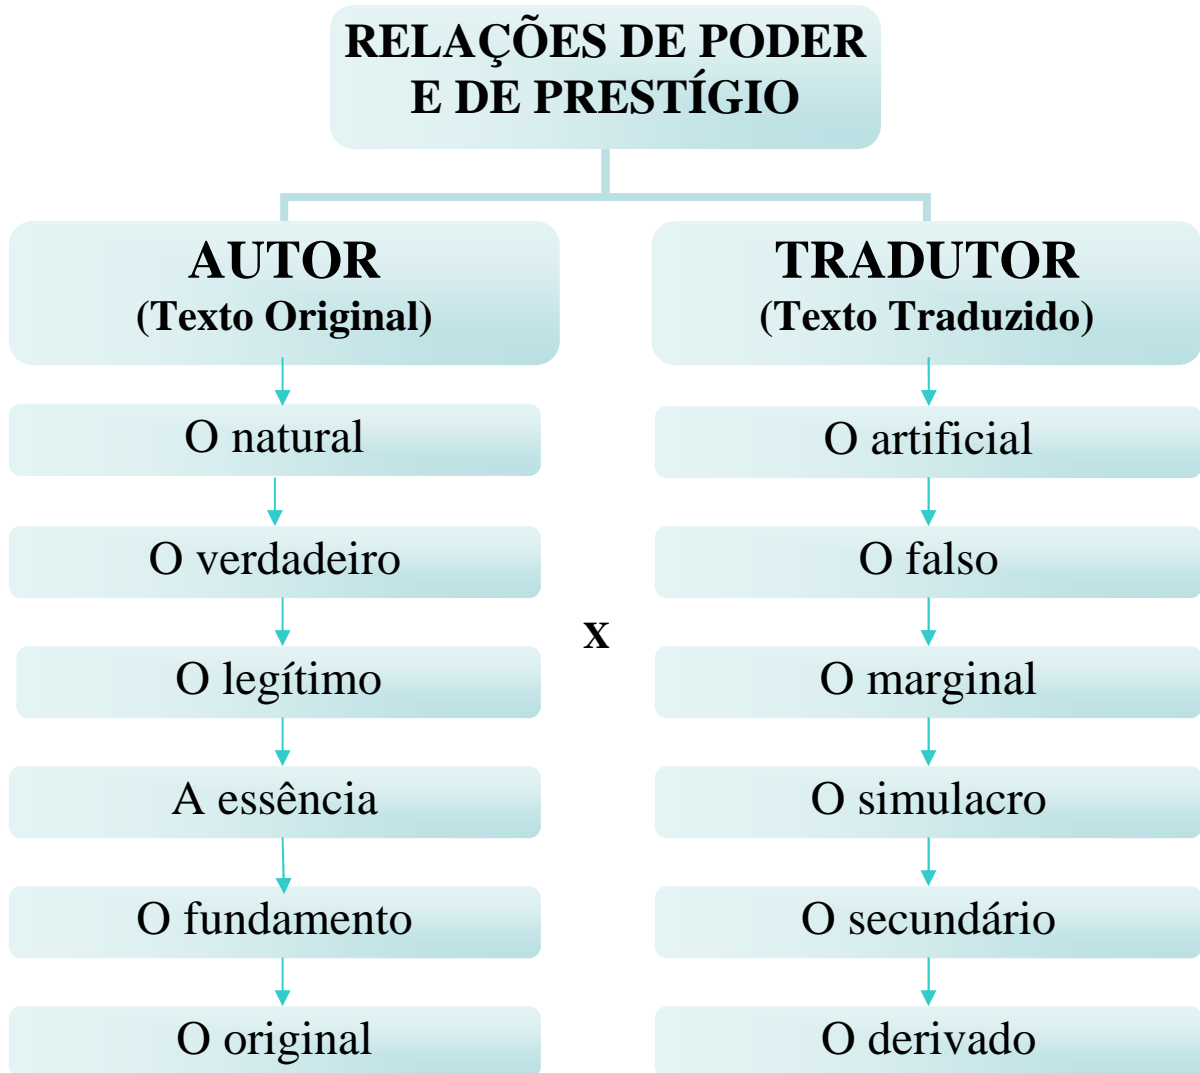 RELAÇÕES DE PODER
E DE PRESTÍGIO
AUTOR
(Texto Original)
O natural
O verdadeiro
O legítimo
A essência
O fundamento
O original
x
TRADUTOR
(Texto Traduzido)
O artificial
O falso
O marginal
O simulacro
O secundário
O derivado